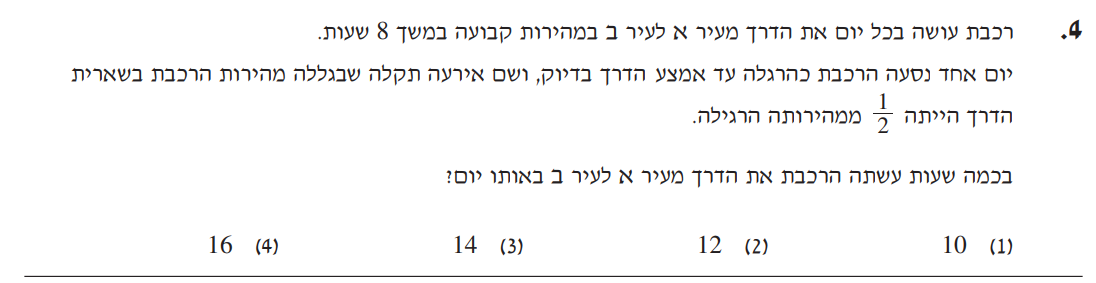 4. רכבת עושה בכל יום את הדרך מעיר א לעיר ב במהירות קבועה במשך 8 שעות.
יום אחד נסעה הרכבת כהרגלה עד אמצע הדרך בדיוק, ושם אירעה תקלה שבגללה מהירות הרכבת בשארית
הדרך הייתה 1/2 ממהירותה הרגילה.
בכמה שעות עשתה הרכבת את הדרך מעיר א לעיר ב באותו יום?
(1) 10 (2) 12 (3) 14 (4) 16